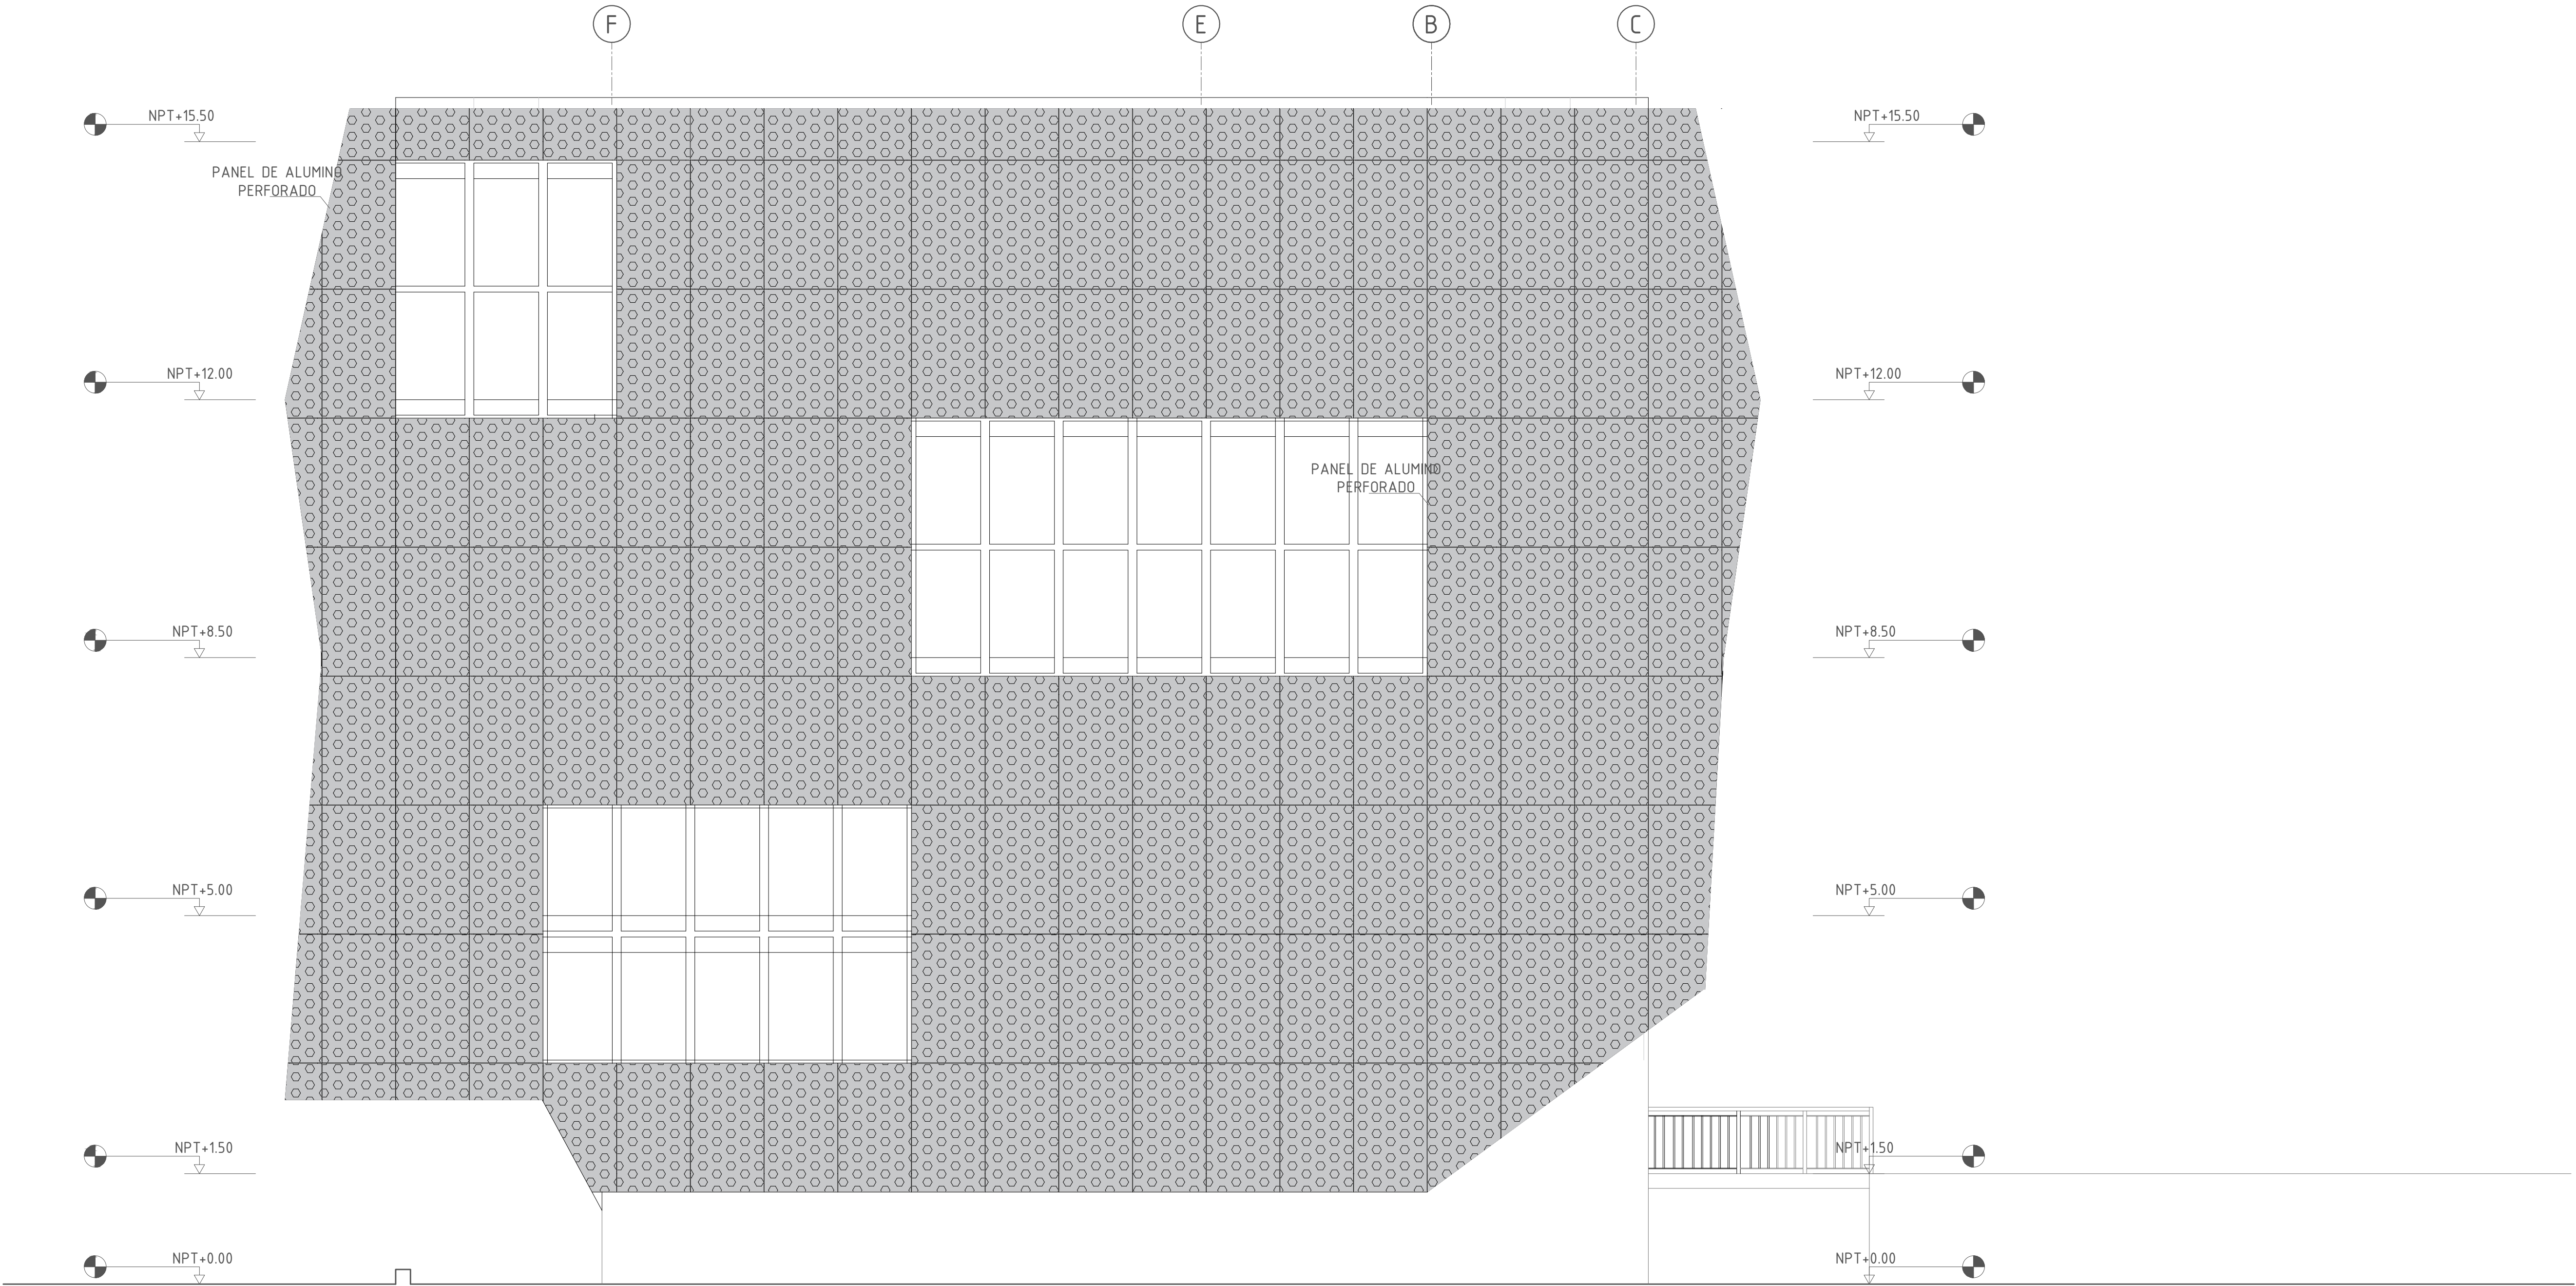 F E B C
NPT+15.50 NPT+15.50
PANEL DE ALUMINO
PERFORADO
NPT+12.00 NPT+12.00
PANEL DE ALUMINO
PERFORADO
NPT+8.50 NPT+8.50
NPT+5.00 NPT+5.00
NPT+1.50 NPT+1.50
NPT+0.00 NPT+0.00